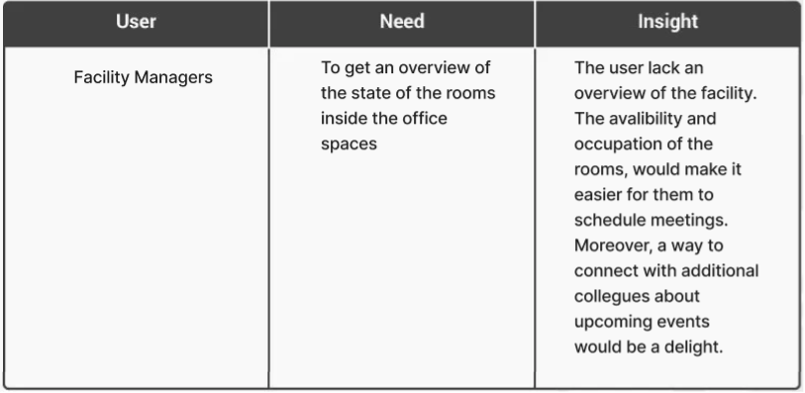 User
Need
Insight
Facility Managers
To get an overview of
the state of the rooms
inside the office
spaces
The user lack an
overview of the facility.
The avalibility and
occupation of the
rooms, would make it
easier for them to
schedule meetings.
Moreover, a way to
connect with additional
collegues about
upcoming events
would be a delight.